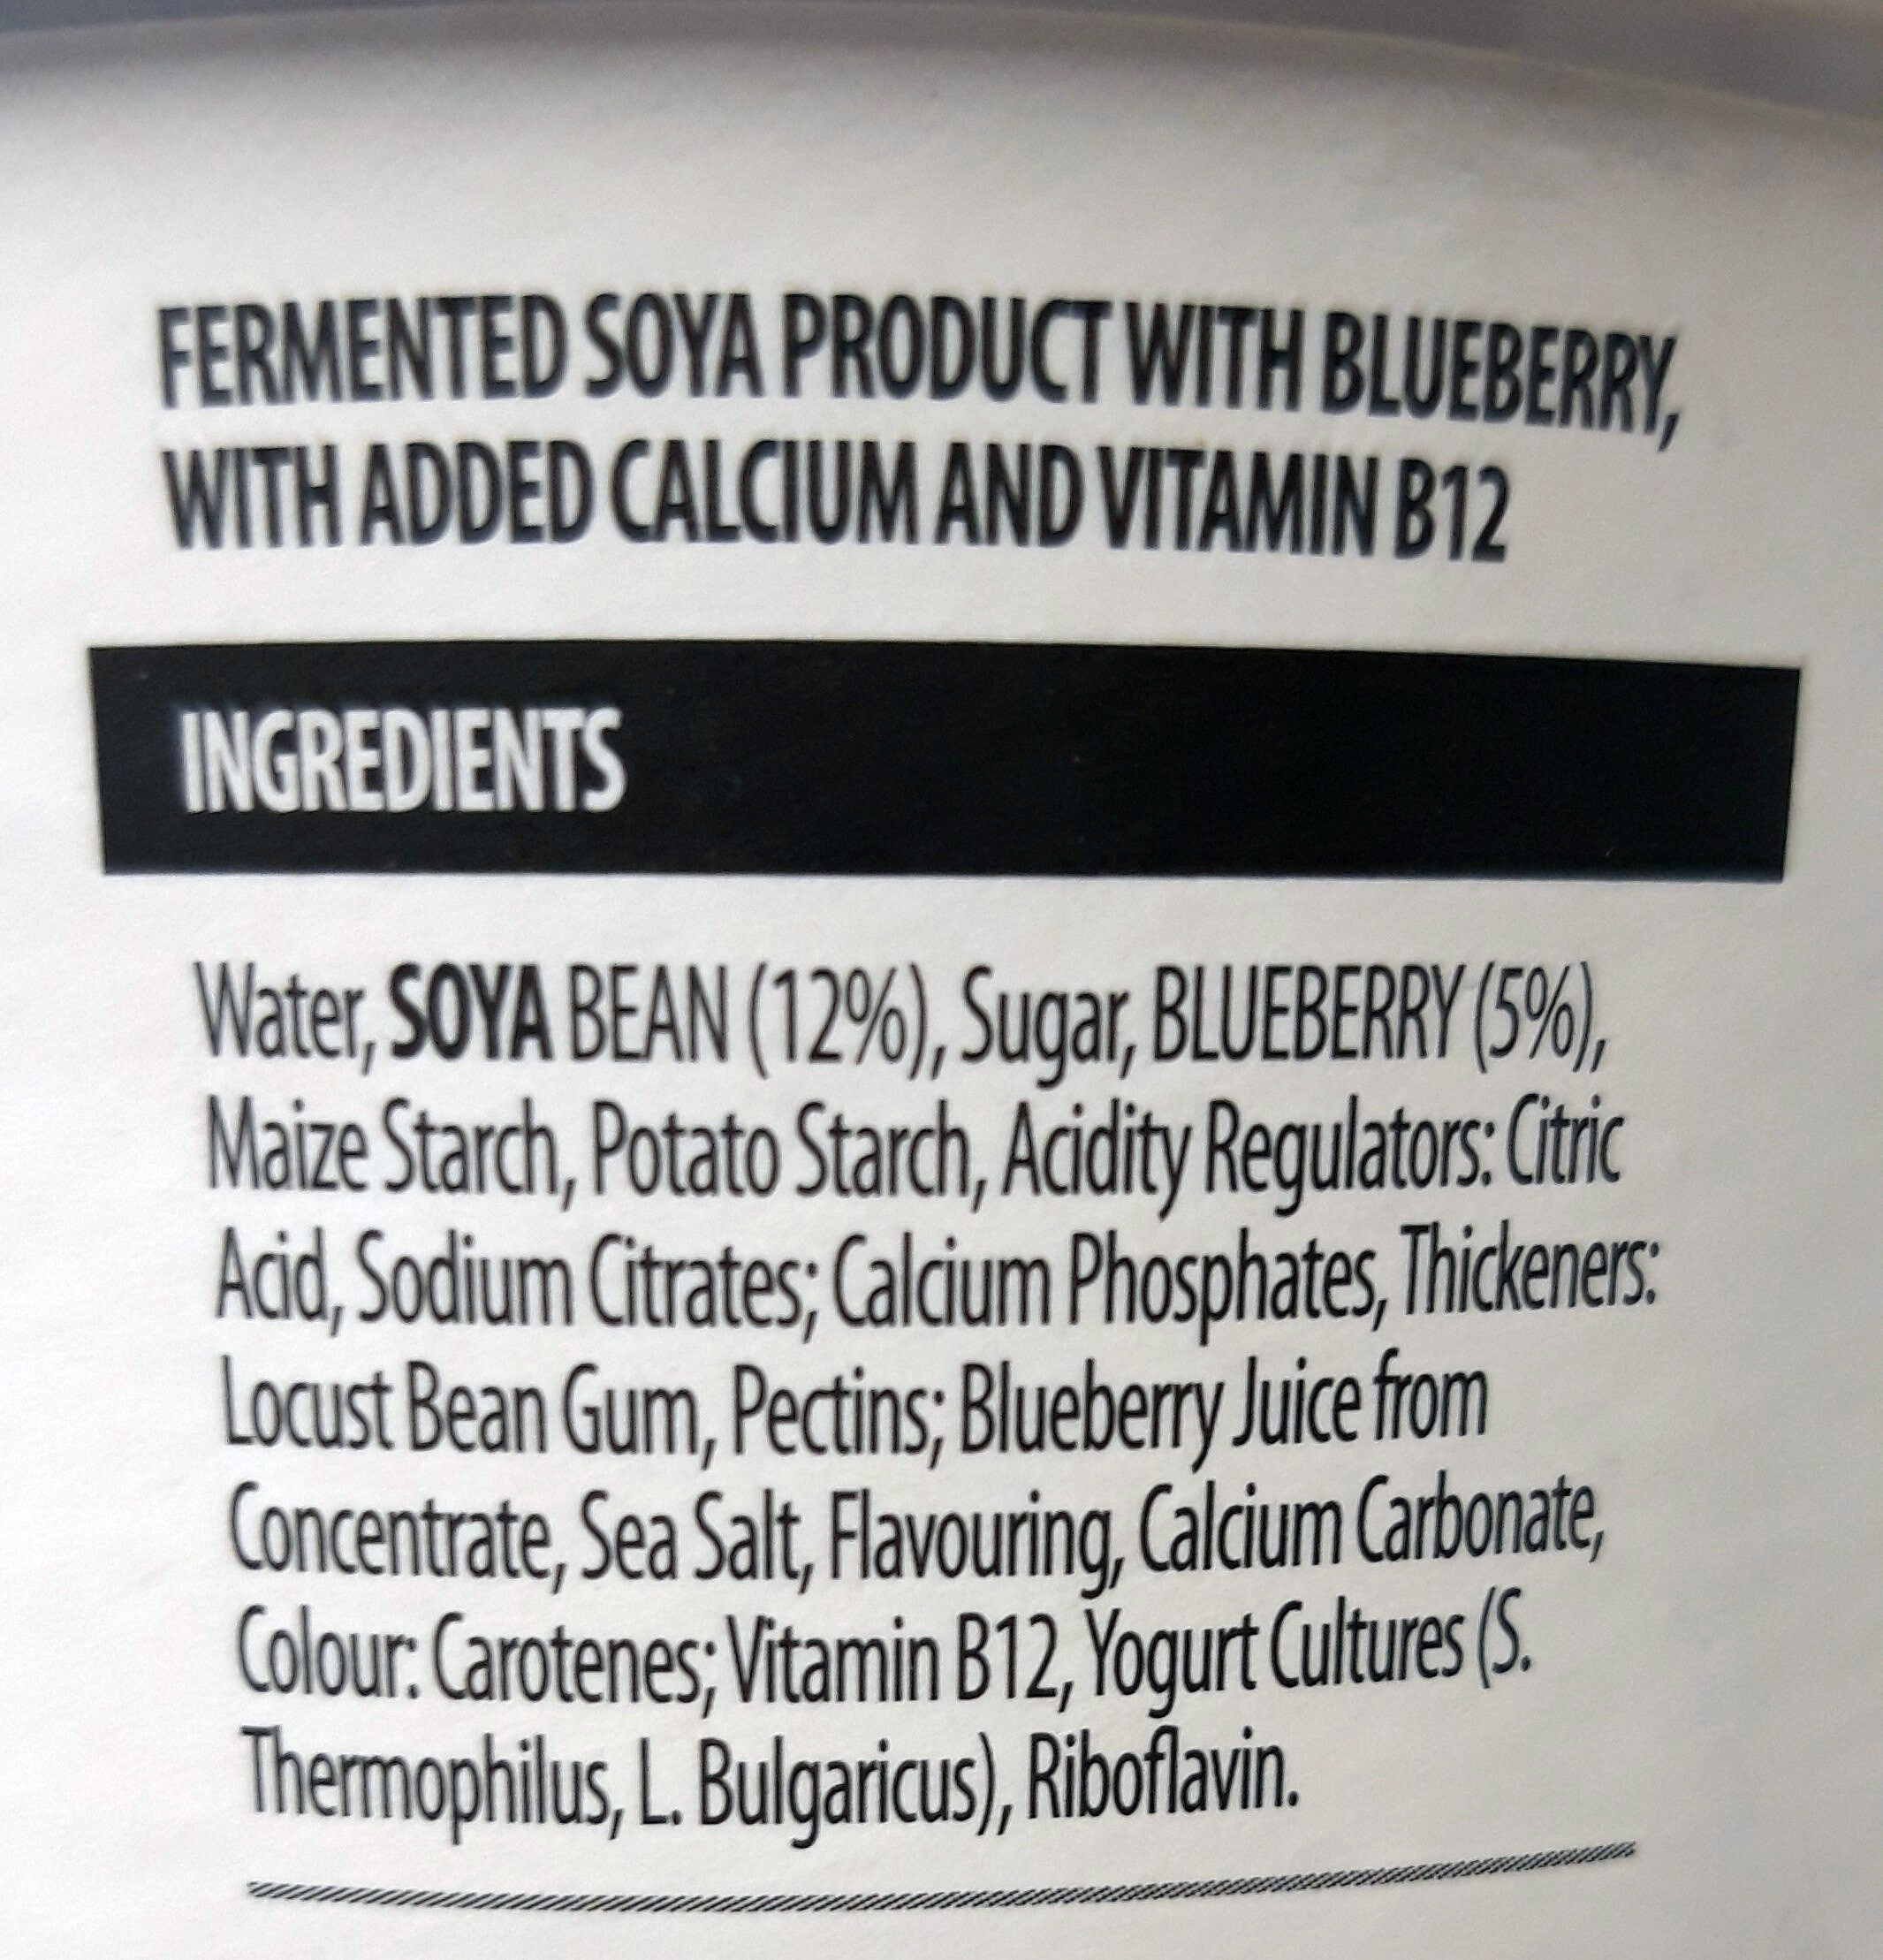 FERMENTED SOYA PRODUCT WITH BLUEBERRY,
WITH ADDED CALCIUM AND VITAMIN B12
INGREDIENTS
Water, SOYA BEAN (12%), Sugar, BLUEBERRY (5%),
Maize Starch, Potato Starch, Acidity Regulators: Citric
Acid, Sodium Citrates; Calcium Phosphates, Thickeners:
Locust Bean Gum, Pectins; Blueberry Juice from
Concentrate, Sea Salt, Flavouring, Calcium Carbonate,
Colour: Carotenes; Vitamin B12, Yogurt Cultures (S.
Thermophilus, L. Bulgaricus), Riboflavin.